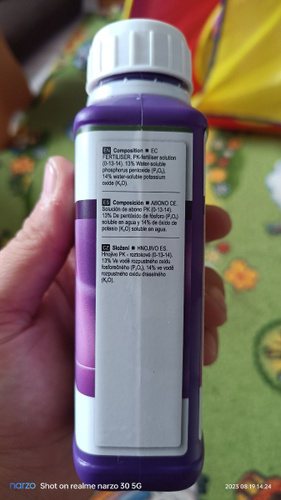 EN Composition ■ EC
FERTILISER. PK-fertiliser solution
(0-13-14). 13% Water-soluble
phosphorus pentoxide (P₂O₅),
14% water-soluble potassium
oxide (K₂O).
ES Composición ■ ABONO CE.
Solución de abono PK (0-13-14).
13% De pentóxido de fósforo (P₂O₅)
soluble en agua y 14% de óxido de
potasio (K₂O) soluble en agua.
CZ Složení ■ HNOJIVO ES.
Hnojivo PK - roztokové (0-13-14).
13% Ve vodě rozpustného oxidu
fosforečného (P₂O₅), 14% ve vodě
rozpustného oxidu draselného
(K₂O).
narzo Shot on realme narzo 30 5G
2023.08.19 14:24